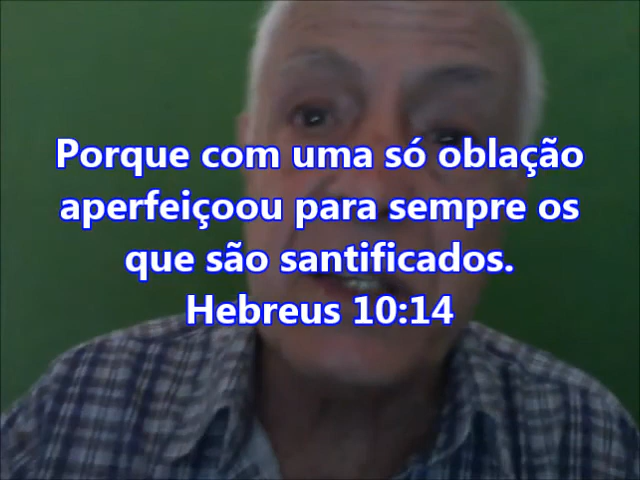 Porque com uma só oblação
aperfeiçoou para sempre os
que são santificados.
Hebreus 10:14